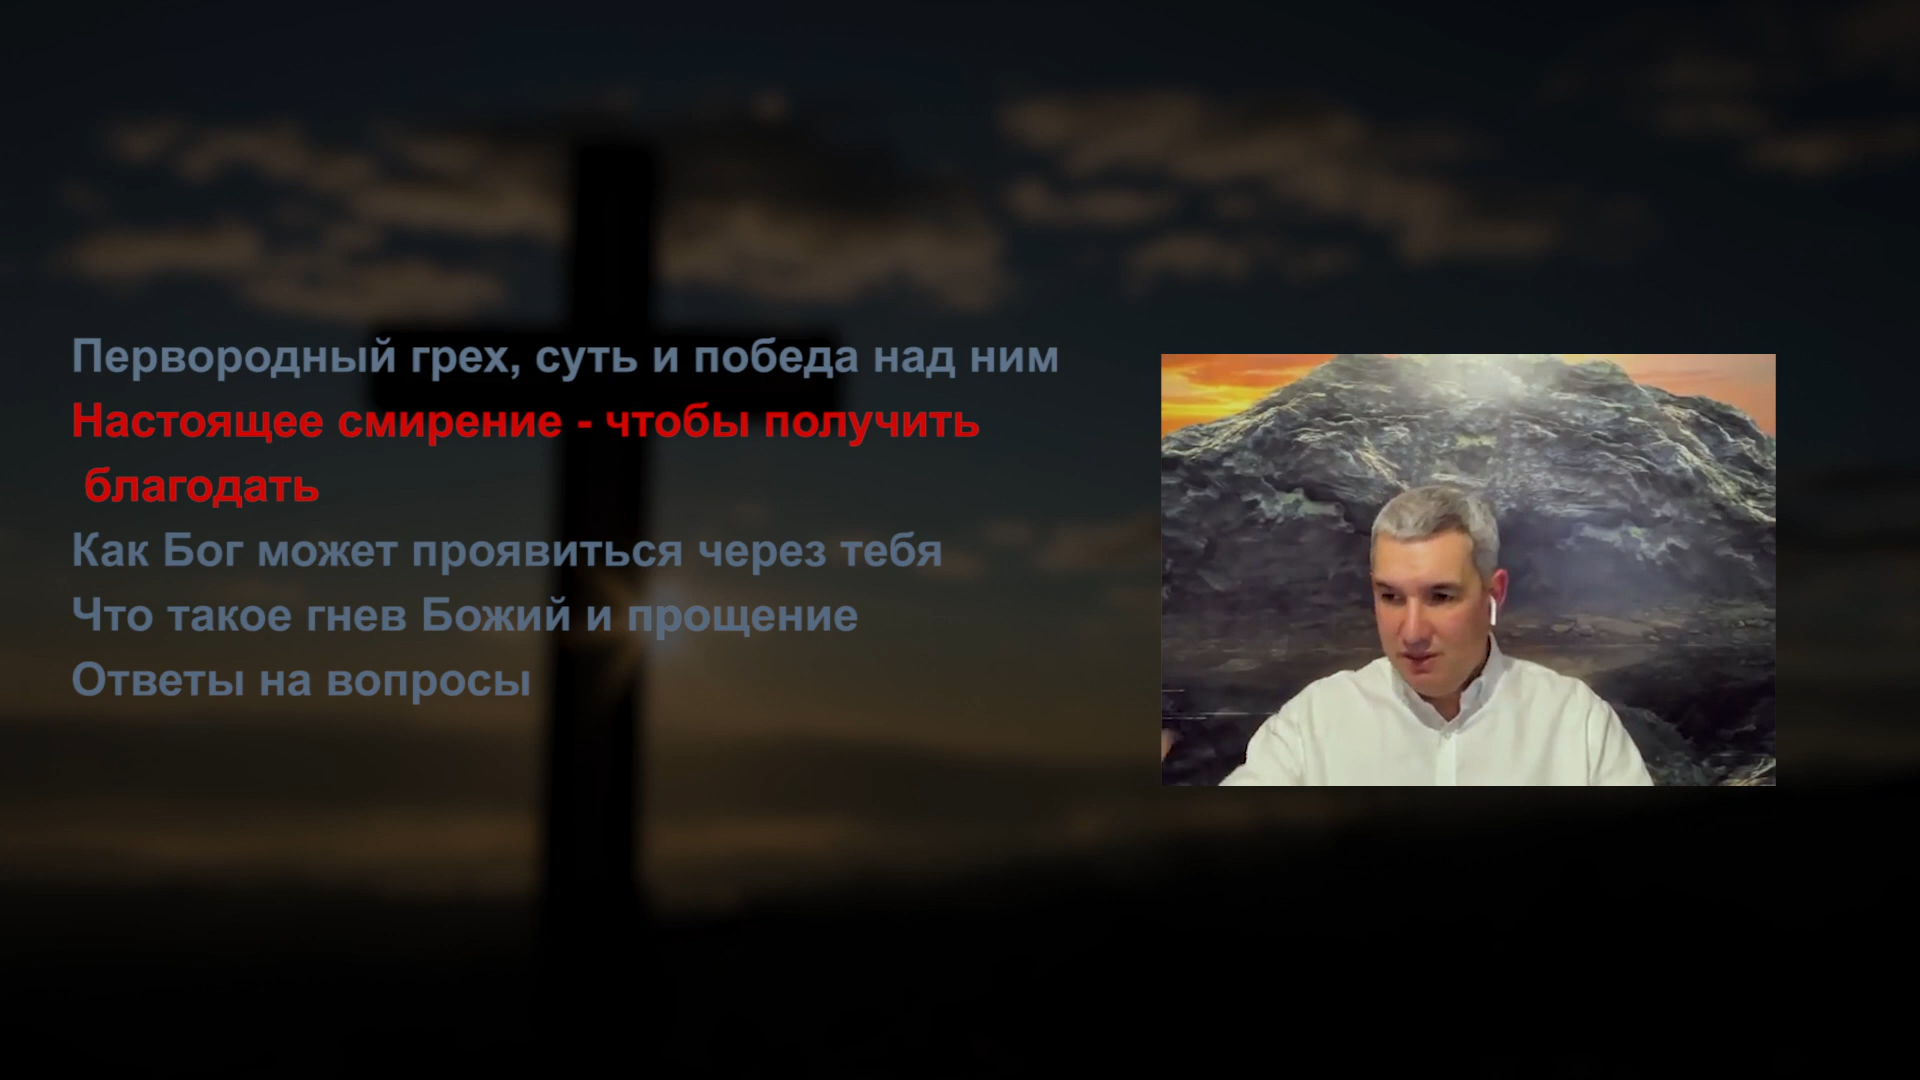 Первородный грех, суть и победа над ним
Настоящее смирение - чтобы получить
благодать
Как Бог может проявиться через тебя
Что такое гнев Божий и прощение
Ответы на вопросы